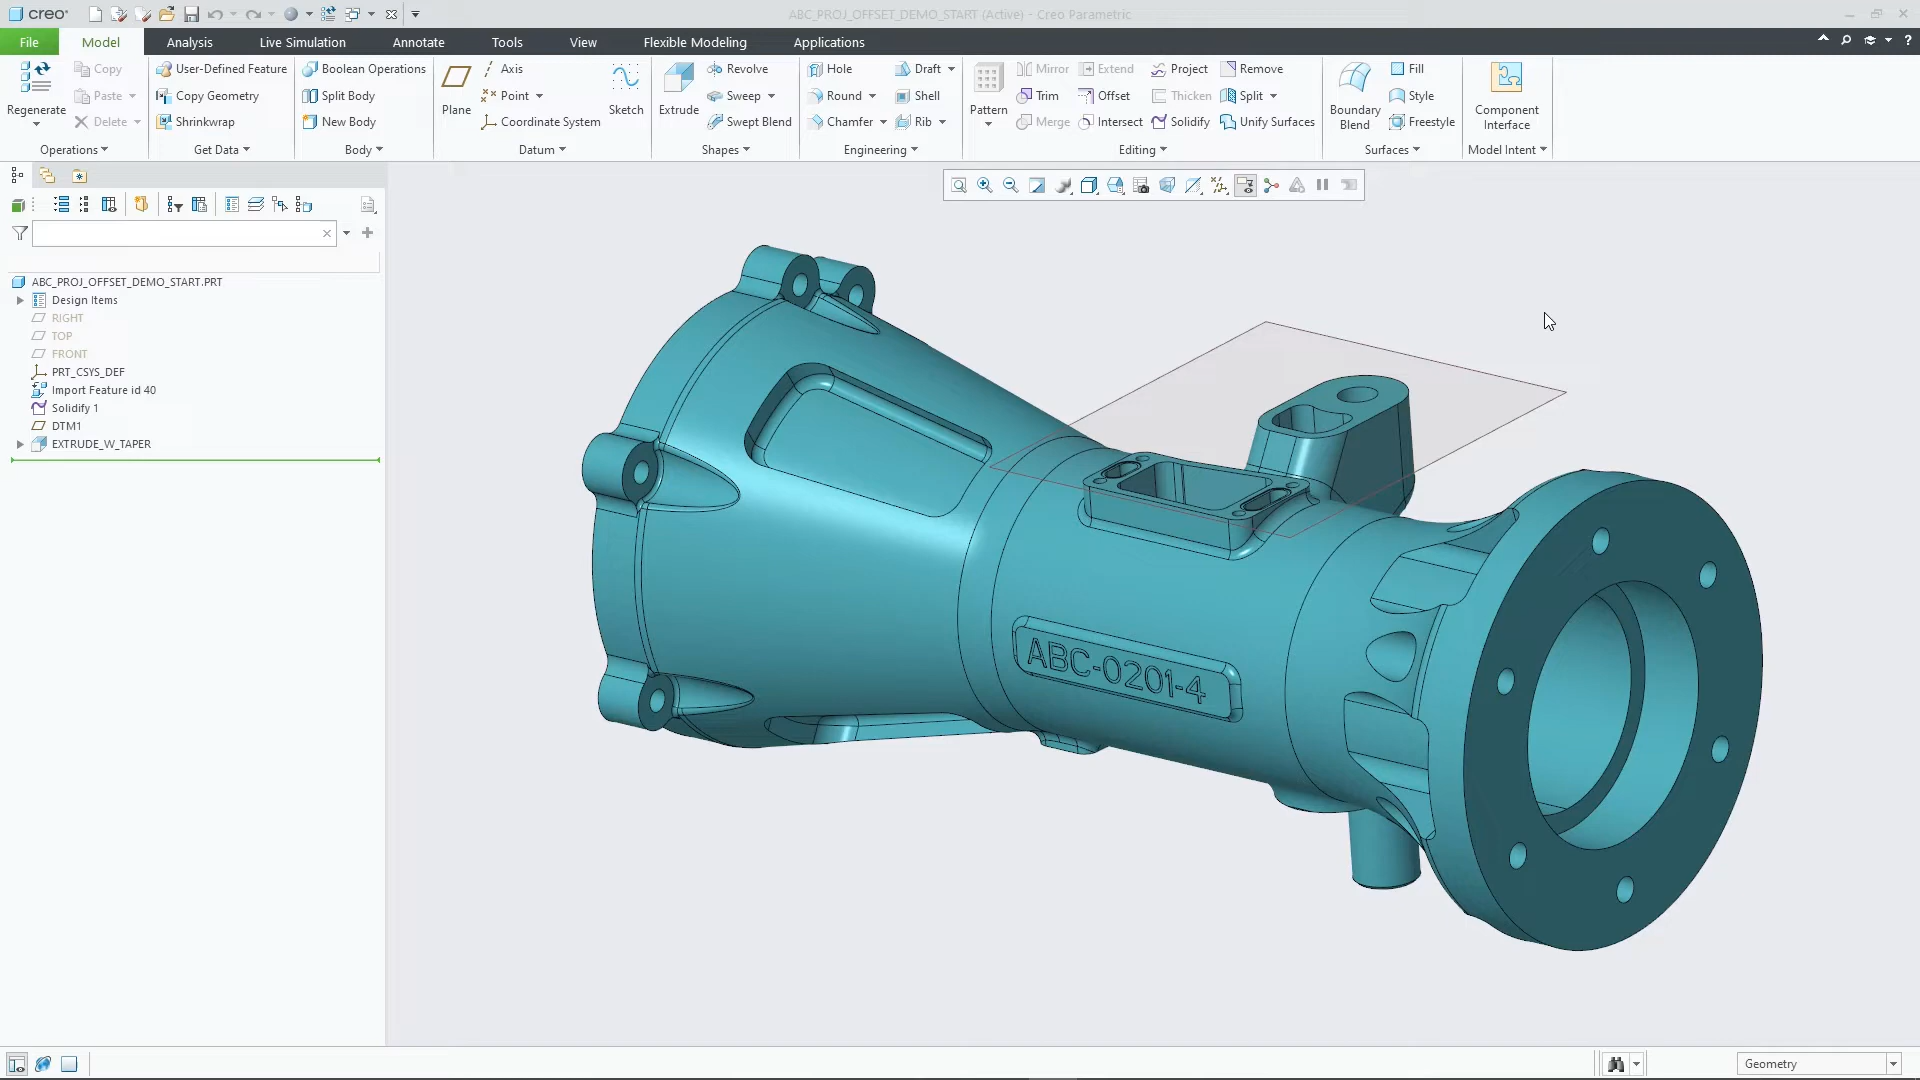 creo
ABC_PROJ_OFFSET_DEMO_START (Active) - Creo Parametric
File
Model
Analysis
Live Simulation
Annotate
Tools
View
Flexible Modeling
Applications
Regenerate
Copy
Paste
Delete
Operations
User-Defined Feature
Copy Geometry
Shrinkwrap
Get Data
Boolean Operations
Split Body
New Body
Body
Plane
Axis
Point
Coordinate System
Sketch
Datum
Extrude
Revolve
Sweep
Swept Blend
Shapes
Hole
Round
Chamfer
Draft
Shell
Rib
Engineering
Pattern
Mirror
Trim
Merge
Extend
Offset
Intersect
Project
Thicken
Solidify
Remove
Split
Unify Surfaces
Editing
Boundary
Blend
Fill
Style
Freestyle
Surfaces
Component
Interface
Model Intent
ABC_PROJ_OFFSET_DEMO_START.PRT
Design Items
RIGHT
TOP
FRONT
PRT_CSYS_DEF
Import Feature id 40
Solidify 1
DTM1
EXTRUDE_W_TAPER
ABC-0201-4
Geometry